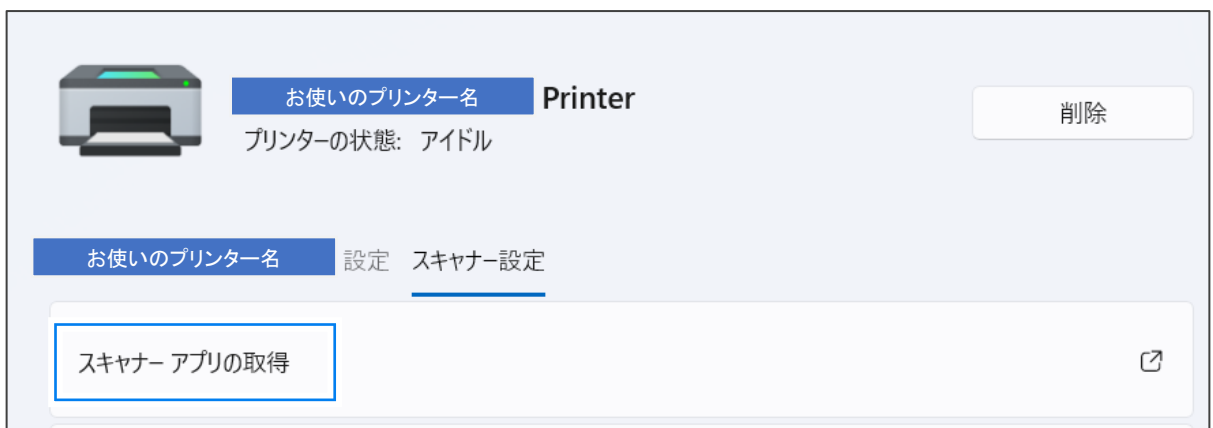 お使いのプリンター名 Printer
プリンターの状態: アイドル
削除
お使いのプリンター名 設定 スキャナー設定
スキャナー アプリの取得